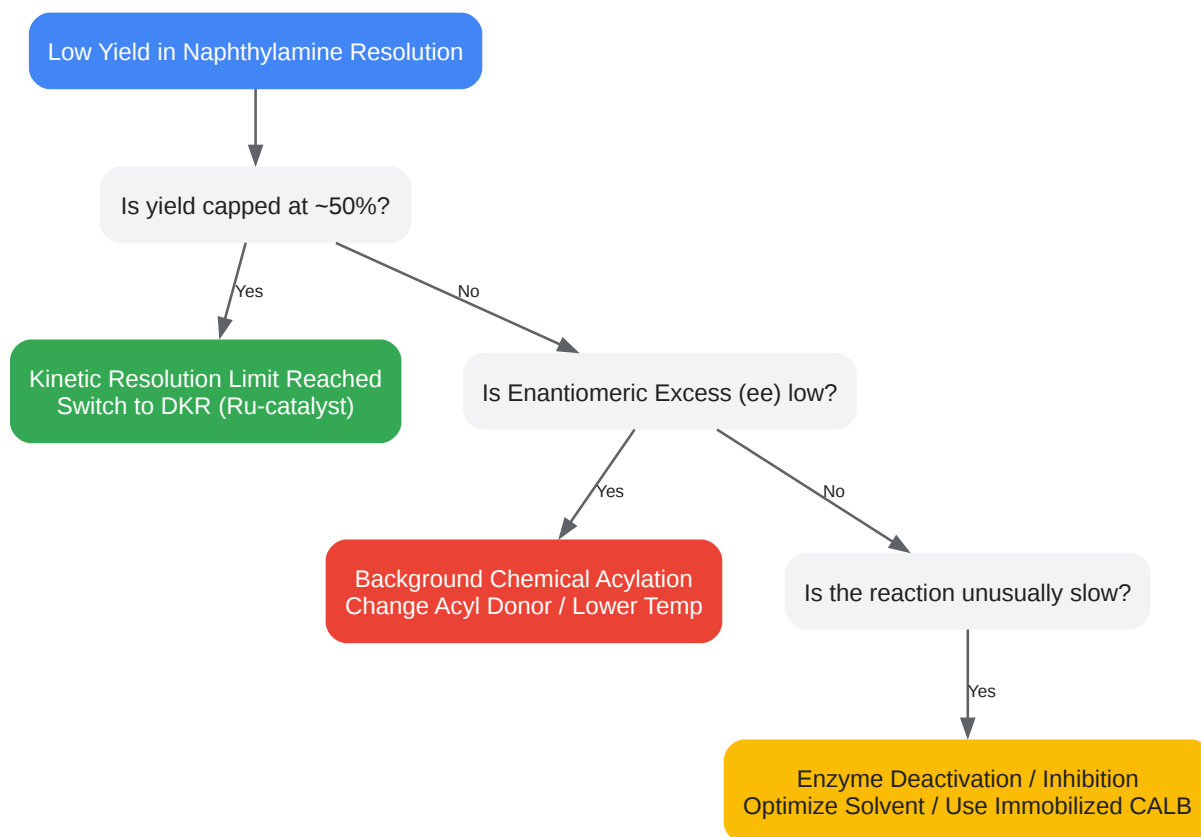 Low Yield in Naphthylamine Resolution
Is yield capped at ~50%?
Yes
No
Kinetic Resolution Limit Reached
Switch to DKR (Ru-catalyst)
Is Enantiomeric Excess (ee) low?
Yes
No
Background Chemical Acylation
Change Acyl Donor / Lower Temp
Is the reaction unusually slow?
Yes
Enzyme Deactivation / Inhibition
Optimize Solvent / Use Immobilized CALB